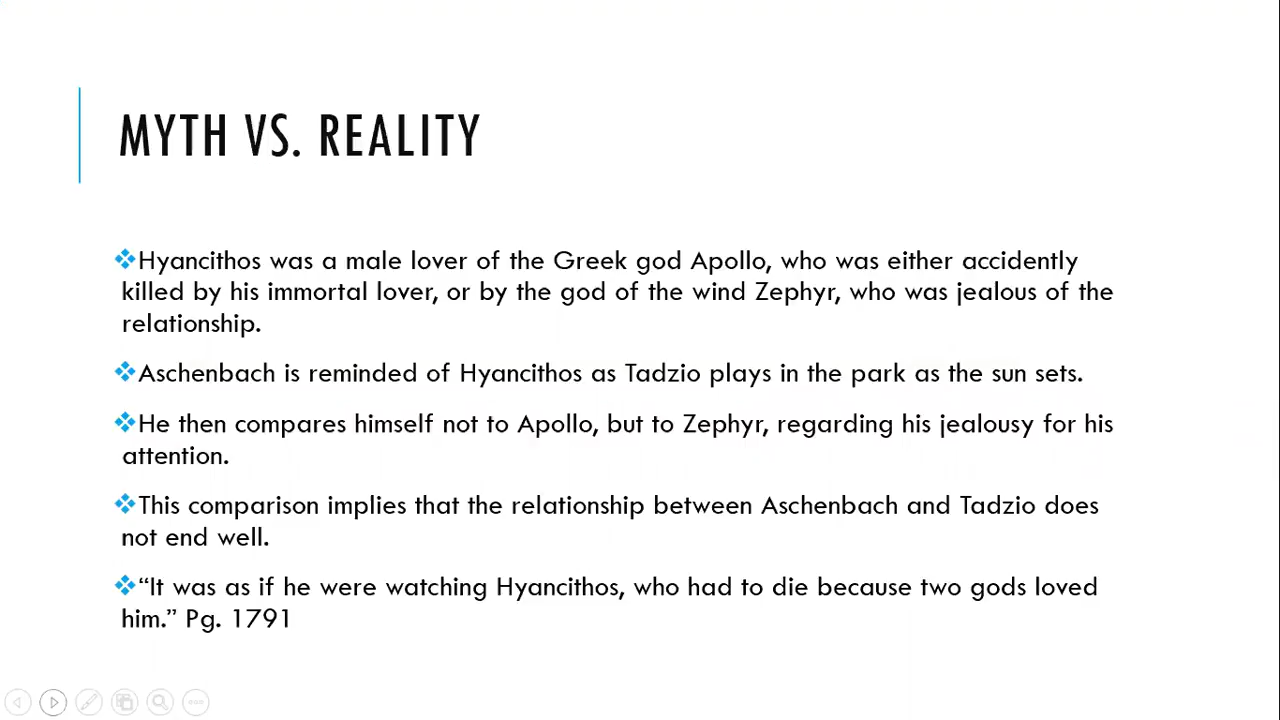 MYTH VS. REALITY
❖Hyancithos was a male lover of the Greek god Apollo, who was either accidently
killed by his immortal lover, or by the god of the wind Zephyr, who was jealous of the
relationship.
❖Aschenbach is reminded of Hyancithos as Tadzio plays in the park as the sun sets.
❖He then compares himself not to Apollo, but to Zephyr, regarding his jealousy for his
attention.
❖This comparison implies that the relationship between Aschenbach and Tadzio does
not end well.
❖“It was as if he were watching Hyancithos, who had to die because two gods loved
him.” Pg. 1791